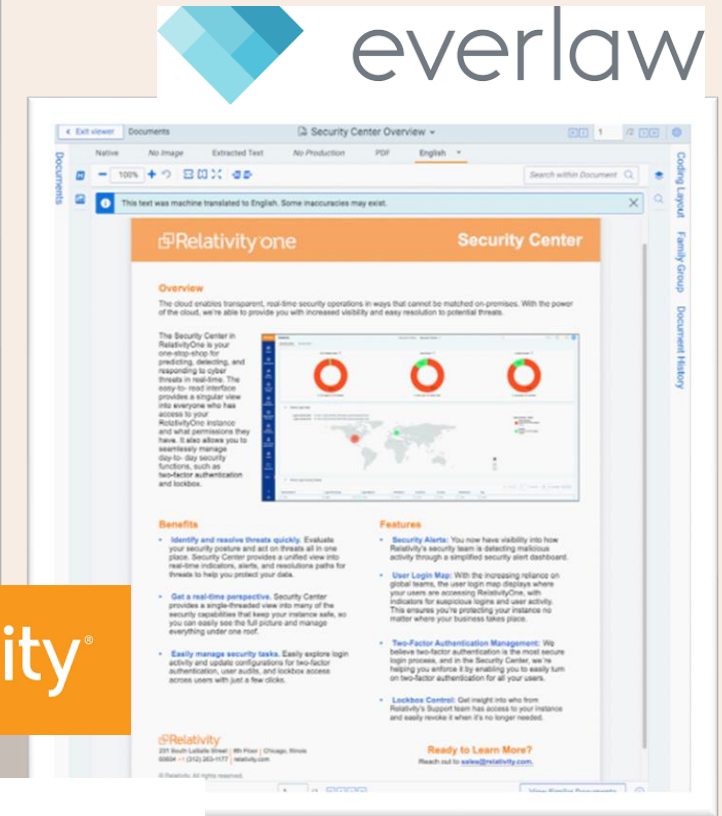 everlaw
Exit viewer Documents Security Center Overview 1 /2
Native No Image Extracted Text No Production PDF English
100% Search within Document
This text was machine translated to English. Some inaccuracies may exist.
Documents
Coding Layout Family Group Document History
Relativity one Security Center
Overview
The cloud enables transparent, real-time security operations in ways that cannot be matched on-premises. With the power
of the cloud, we're able to provide you with increased visibility and easy resolution to potential threats.
The Security Center in
RelativityOne is your
one-stop-shop for
predicting, detecting, and
responding to cyber
threats in real-time. The
easy-to- read interface
provides a singular view
into everyone who has
access to your
RelativityOne instance
and what permissions they
have. It also allows you to
seamlessly manage
day-to- day security
functions, such as
two-factor authentication
and lockbox.
Benefits
• Identify and resolve threats quickly. Evaluate
your security posture and act on threats all in one
place. Security Center provides a unified view into
real-time indicators, alerts, and resolutions paths for
threats to help you protect your data.
• Get a real-time perspective. Security Center
provides a single-threaded view into many of the
security capabilities that keep your instance safe, so
you can easily see the full picture and manage
everything under one roof.
• Easily manage security tasks. Easily explore login
activity and update configurations for two-factor
authentication, user audits, and lockbox access
across users with just a few clicks.
Features
• Security Alerts: You now have visibility into how
Relativity's security team is detecting malicious
activity through a simplified security alert dashboard.
• User Login Map: With the increasing reliance on
global teams, the user login map displays where
your users are accessing RelativityOne, with
indicators for suspicious logins and user activity.
This ensures you're protecting your instance no
matter where your business takes place.
• Two-Factor Authentication Management: We
believe two-factor authentication is the most secure
login process, and in the Security Center, we're
helping you enforce it by enabling you to easily turn
on two-factor authentication for all your users.
• Lockbox Control: Get insight into who from
Relativity's Support team has access to your instance
and easily revoke it when it's no longer needed.
ity®
Relativity
231 South LaSalle Street | 8th Floor | Chicago, Illinois
60604 +1 (312) 263-1177 | relativity.com
© Relativity. All rights reserved.
Ready to Learn More?
Reach out to sales@relativity.com.
View Similar Documents